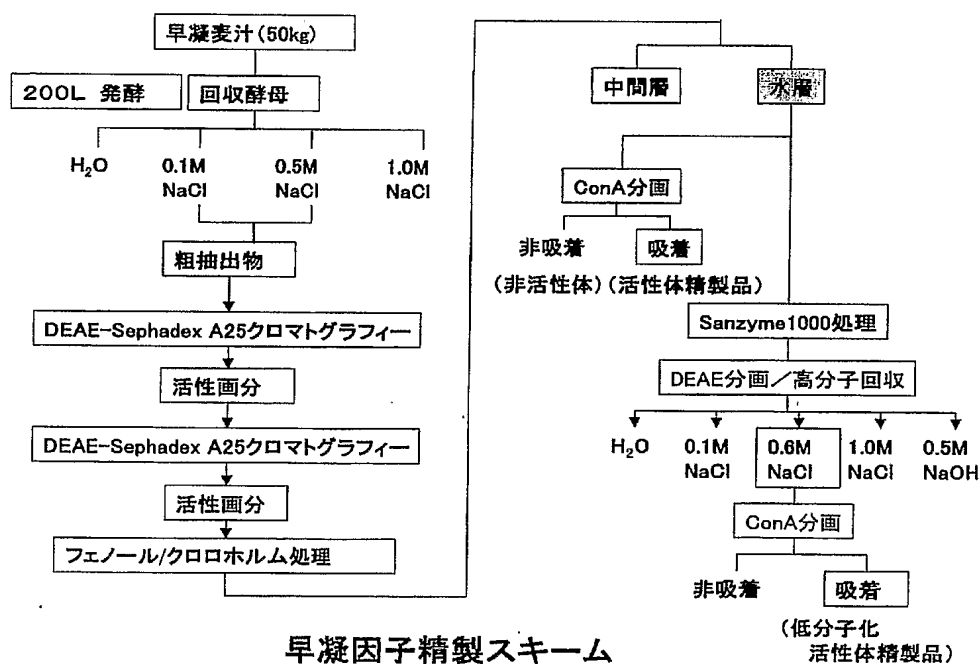 早凝麦汁(50kg)
200L 発酵
回収酵母
H₂O
0.1M
NaCl
0.5M
NaCl
1.0M
NaCl
粗抽出物
DEAE-Sephadex A25クロマトグラフィー
活性画分
DEAE-Sephadex A25クロマトグラフィー
活性画分
フェノール/クロロホルム処理
中間層
水層
ConA分画
非吸着
吸着
(非活性体)(活性体精製品)
Sanzyme1000処理
DEAE分画/高分子回収
H₂O
0.1M
NaCl
0.6M
NaCl
1.0M
NaCl
0.5M
NaOH
ConA分画
非吸着
吸着
(低分子化
活性体精製品)
早凝因子精製スキーム